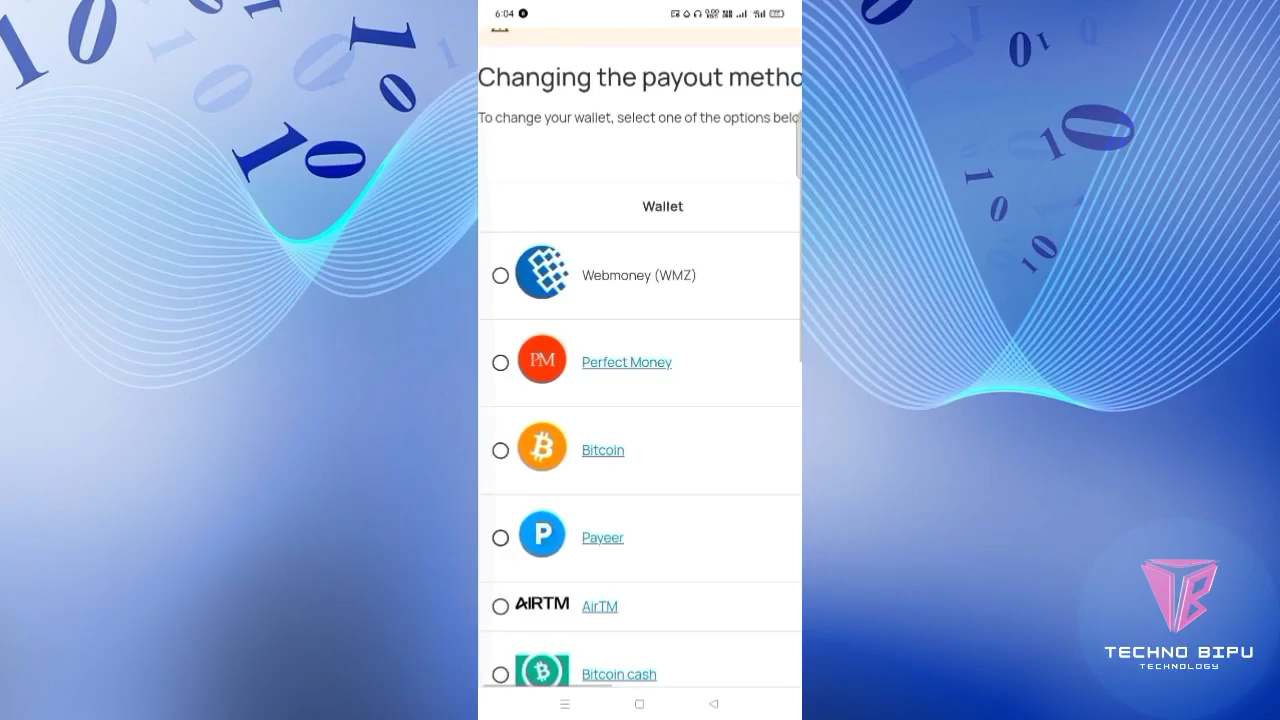 6:04
Changing the payout metho
To change your wallet, select one of the options belo
Wallet
Webmoney (WMZ)
PM
Perfect Money
Bitcoin
P
Payeer
AIRTM
AirTM
Bitcoin cash
TECHNO BIPU
TECHNOLOGY